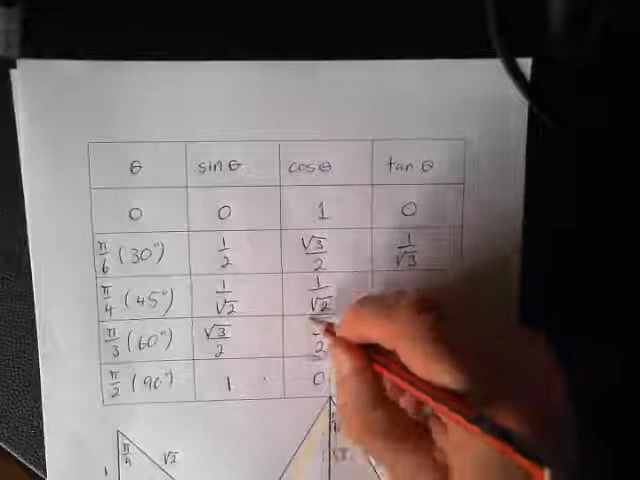 θ sin θ cos θ tan θ
0 0 1 0
π/6 (30°) 1/2 √3/2 1/√3
π/4 (45°) 1/√2 1/√2
π/3 (60°) √3/2 2
π/2 (90°) 1 0
π/4 √2
1